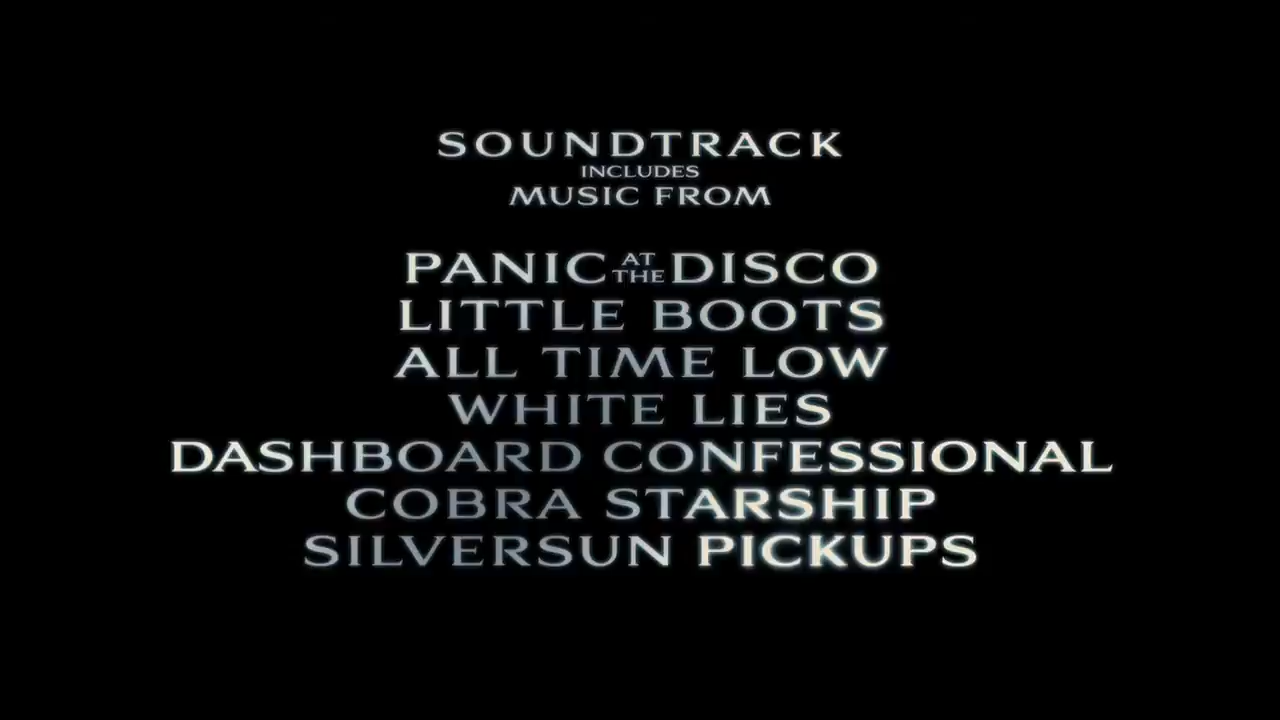 SOUNDTRACK
INCLUDES
MUSIC FROM
PANIC AT THE DISCO
LITTLE BOOTS
ALL TIME LOW
WHITE LIES
DASHBOARD CONFESSIONAL
COBRA STARSHIP
SILVERSUN PICKUPS